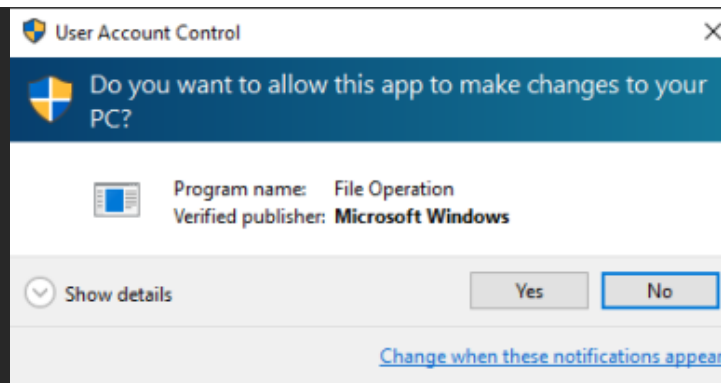 User Account Control
Do you want to allow this app to make changes to your
PC?
Program name: File Operation
Verified publisher: Microsoft Windows
Show details
Yes
No
Change when these notifications appear